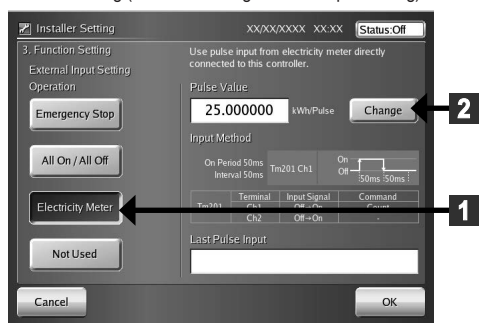 Installer Setting
XX/XX/XXXX XX:XX
Status:Off
3. Function Setting
External Input Setting
Operation
Emergency Stop
All On / All Off
Electricity Meter
Not Used
Use pulse input from electricity meter directly
connected to this controller.
Pulse Value
25.000000 kWh/Pulse
Change
2
Input Method
On Period 50ms
Interval 50ms
Tm201 Ch1
On
Off
50ms 50ms
Terminal Input Signal Command
Tm201 Ch1 Off→On Count
Ch2 Off→On -
1
Last Pulse Input
Cancel
OK